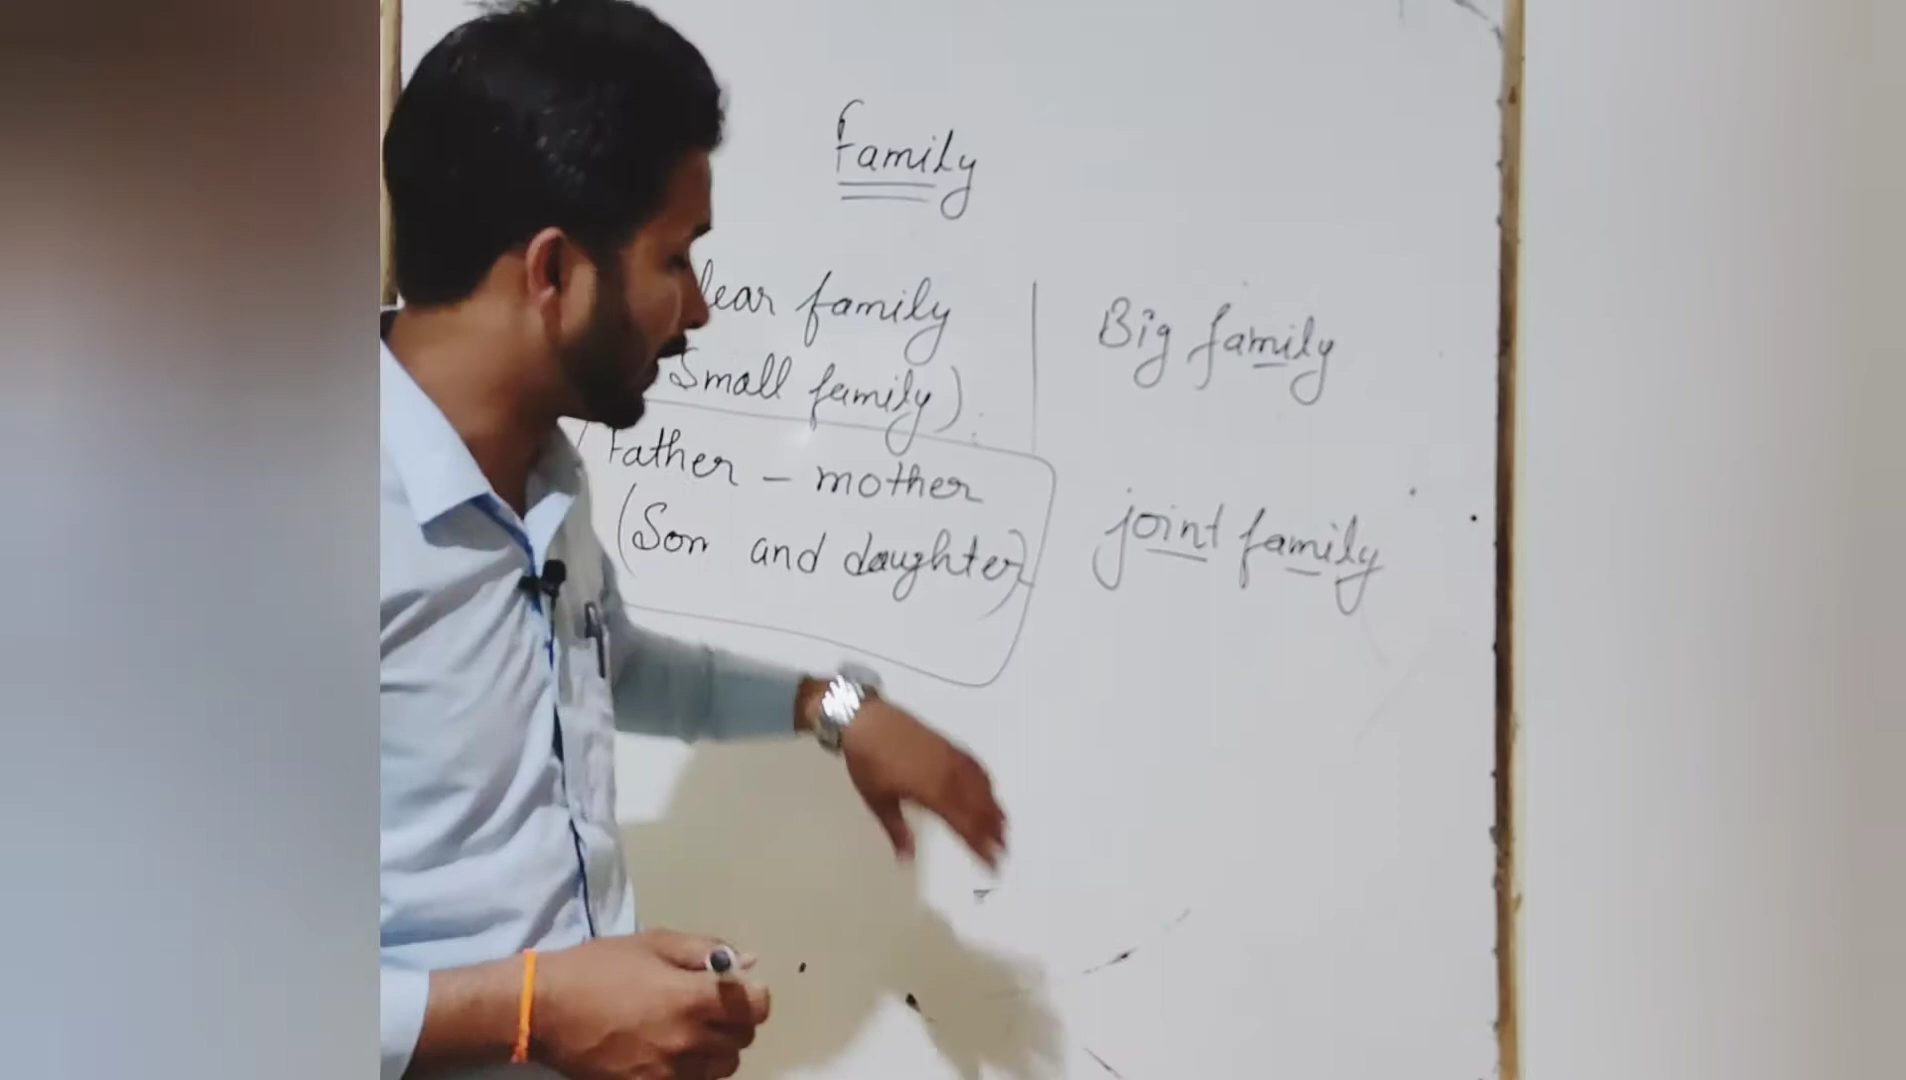 Family
lear family
Small family)
Big family
Father - mother
(Son and daughter)
joint family